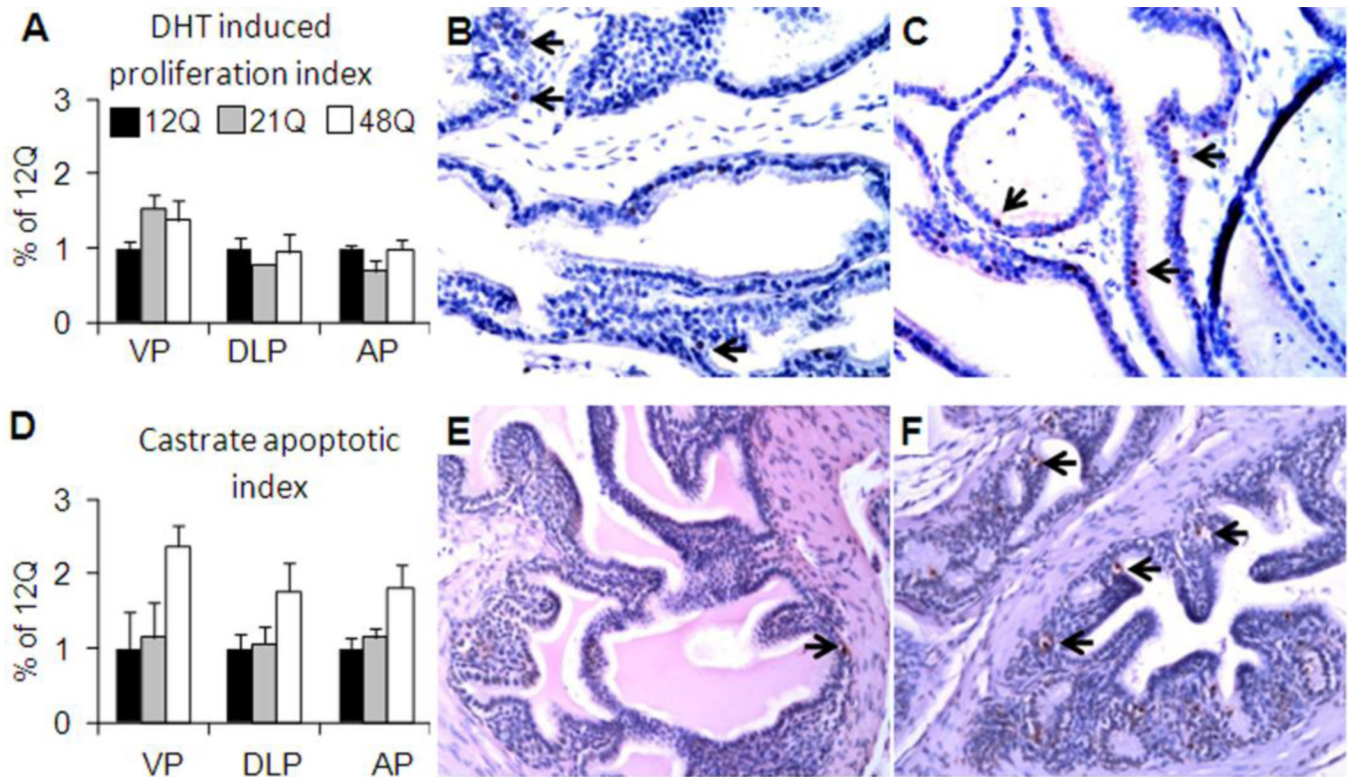 A
DHT induced
proliferation index
3
12Q 21Q 48Q
2
1
0
% of 12Q
VP DLP AP
B
C
D
Castrate apoptotic
index
3
2
1
0
% of 12Q
VP DLP AP
E
F